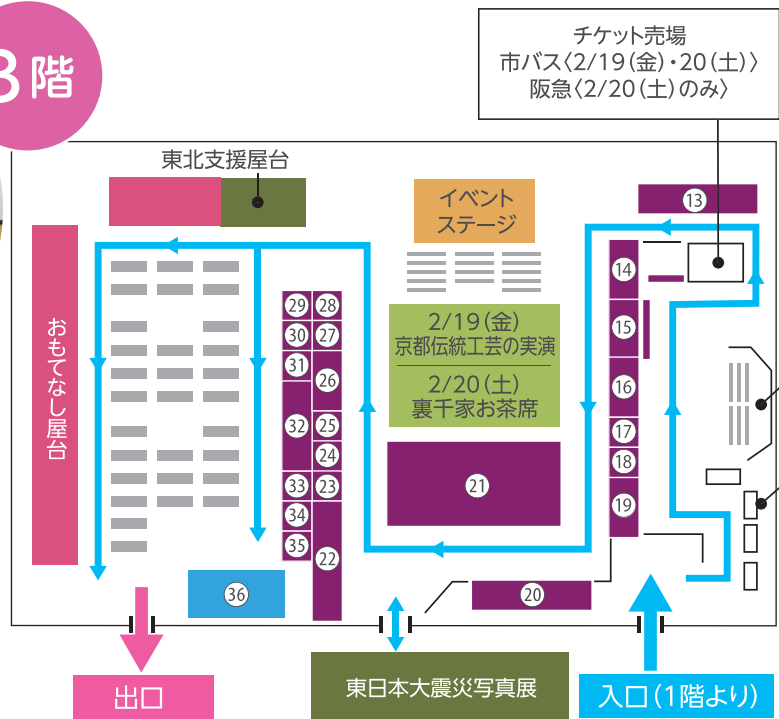 3階
チケット売場
市バス〈2/19(金)・20(土)〉
阪急〈2/20(土)のみ〉
東北支援屋台
イベント
ステージ
13
14
15
16
17
18
19
2/19(金)
京都伝統工芸の実演
2/20(土)
裏千家お茶席
おもてなし屋台
29
28
30
27
31
26
32
25
24
33
23
34
35
22
21
20
36
出口
東日本大震災写真展
入口(1階より)